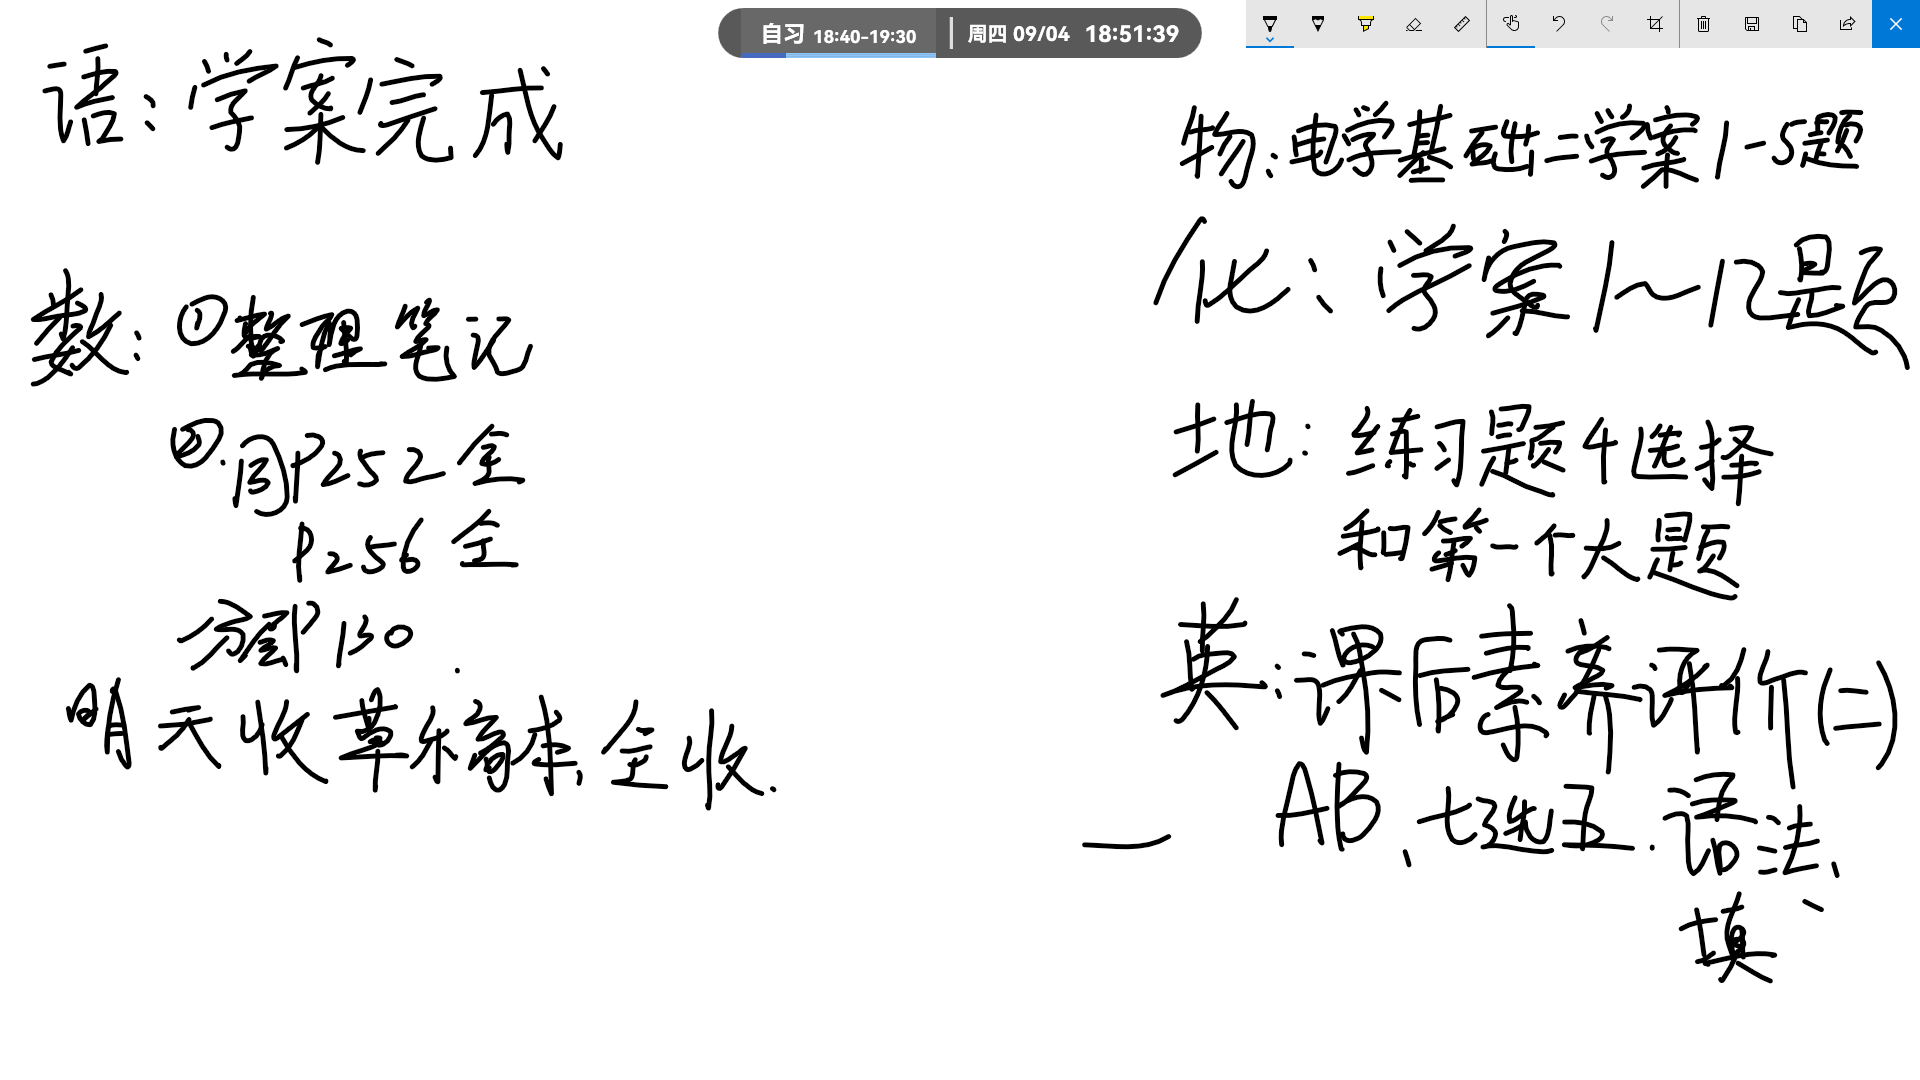 自习 18:40-19:30 周四 09/04 18:51:39
语：学案完成
数：①整理笔记
②.同P252全
P256全
分层P130.
明天收草稿本，全收.
物：电学基础二学案1-5题
化：学案1~12题
地：练习题4选择
和第一个大题
英：课后素养评价(二)
AB、七选五.语法、
填